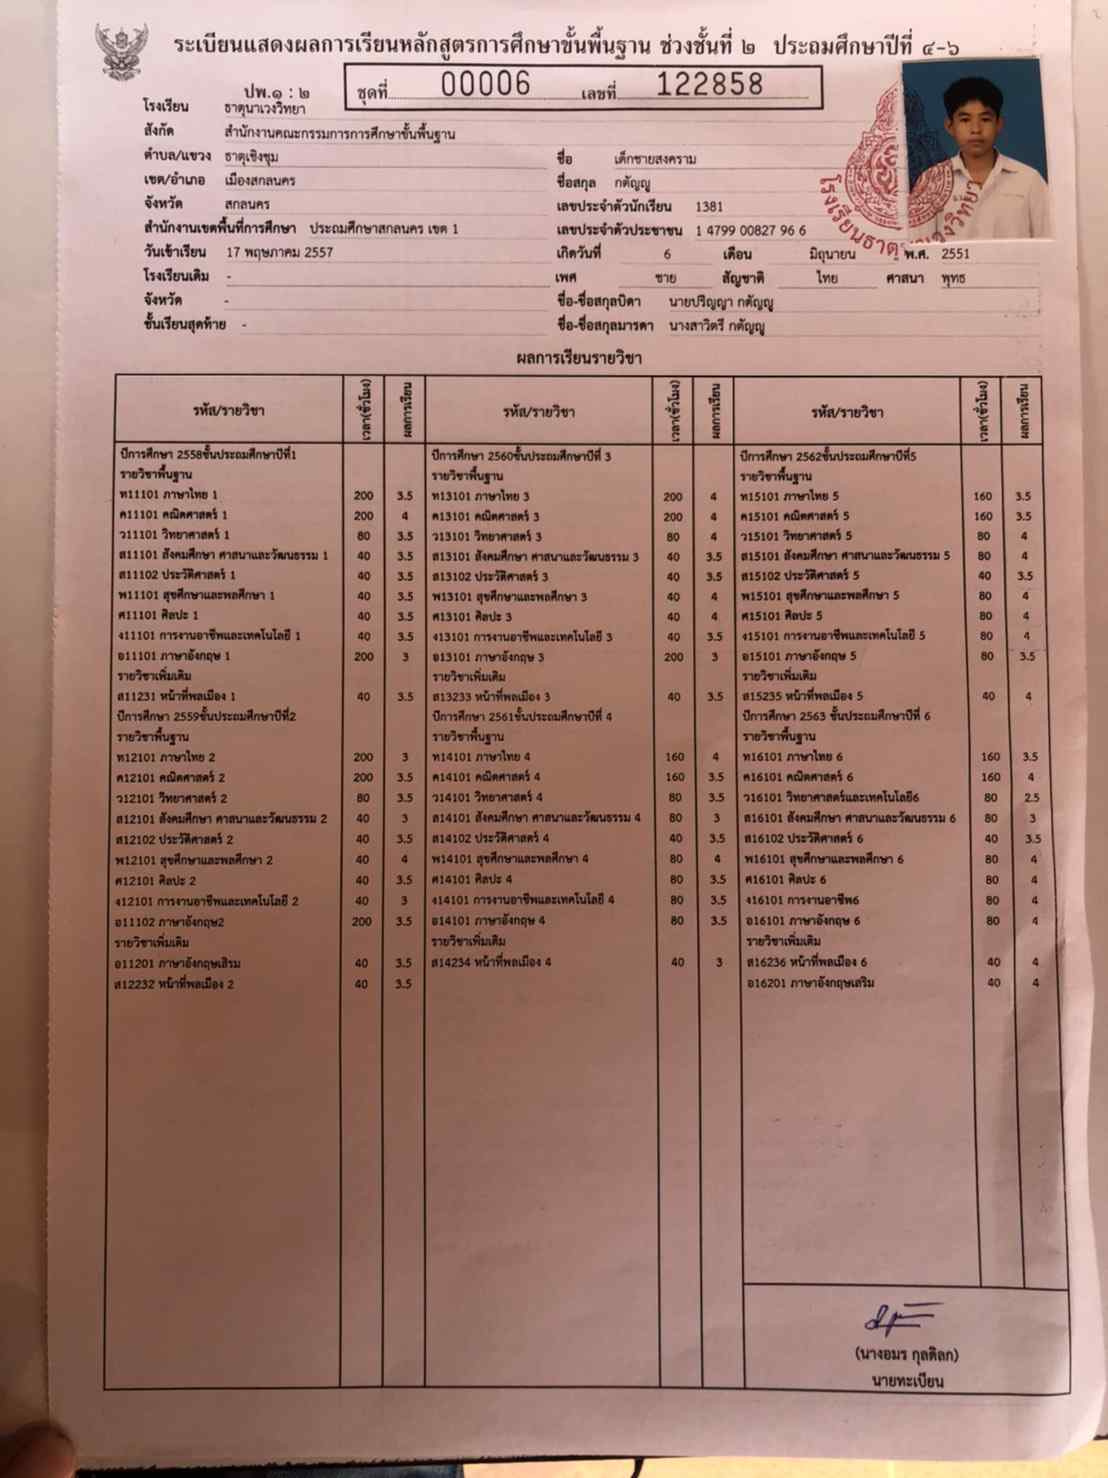 ระเบียนแสดงผลการเรียนหลักสูตรการศึกษาขั้นพื้นฐาน ช่วงชั้นที่ ๒ ประถมศึกษาปีที่ ๔-๖
ปพ.๑ : ๒ ชุดที่ 00006 เลขที่ 122858
โรงเรียน ธาตุนาเวงวิทยา
สังกัด สำนักงานคณะกรรมการการศึกษาขั้นพื้นฐาน
ตำบล/แขวง ธาตุเชิงชุม ชื่อ เด็กชายสงคราม
เขต/อำเภอ เมืองสกลนคร ชื่อสกุล กตัญญู
จังหวัด สกลนคร เลขประจำตัวนักเรียน 1381
สำนักงานเขตพื้นที่การศึกษา ประถมศึกษาสกลนคร เขต 1 เลขประจำตัวประชาชน 1 4799 00827 96 6
วันเข้าเรียน 17 พฤษภาคม 2557 เกิดวันที่ 6 เดือน มิถุนายน พ.ศ. 2551
โรงเรียนเดิม - เพศ ชาย สัญชาติ ไทย ศาสนา พุทธ
จังหวัด - ชื่อ-ชื่อสกุลบิดา นายปริญญา กตัญญู
ชั้นเรียนสุดท้าย - ชื่อ-ชื่อสกุลมารดา นางสาวิตรี กตัญญู
โรงเรียนธาตุนาเวงวิทยา
ผลการเรียนรายวิชา
รหัส/รายวิชา เวลา(ชั่วโมง) ผลการเรียน รหัส/รายวิชา เวลา(ชั่วโมง) ผลการเรียน รหัส/รายวิชา เวลา(ชั่วโมง) ผลการเรียน
ปีการศึกษา 2558ชั้นประถมศึกษาปีที่1 ปีการศึกษา 2560ชั้นประถมศึกษาปีที่ 3 ปีการศึกษา 2562ชั้นประถมศึกษาปีที่5
รายวิชาพื้นฐาน รายวิชาพื้นฐาน รายวิชาพื้นฐาน
ท11101 ภาษาไทย 1 200 3.5 ท13101 ภาษาไทย 3 200 4 ท15101 ภาษาไทย 5 160 3.5
ค11101 คณิตศาสตร์ 1 200 4 ค13101 คณิตศาสตร์ 3 200 4 ค15101 คณิตศาสตร์ 5 160 3.5
ว11101 วิทยาศาสตร์ 1 80 3.5 ว13101 วิทยาศาสตร์ 3 80 4 ว15101 วิทยาศาสตร์ 5 80 4
ส11101 สังคมศึกษา ศาสนาและวัฒนธรรม 1 40 3.5 ส13101 สังคมศึกษา ศาสนาและวัฒนธรรม 3 40 3.5 ส15101 สังคมศึกษา ศาสนาและวัฒนธรรม 5 80 4
ส11102 ประวัติศาสตร์ 1 40 3.5 ส13102 ประวัติศาสตร์ 3 40 3.5 ส15102 ประวัติศาสตร์ 5 40 3.5
พ11101 สุขศึกษาและพลศึกษา 1 40 3.5 พ13101 สุขศึกษาและพลศึกษา 3 40 4 พ15101 สุขศึกษาและพลศึกษา 5 80 4
ศ11101 ศิลปะ 1 40 3.5 ศ13101 ศิลปะ 3 40 4 ศ15101 ศิลปะ 5 80 4
ง11101 การงานอาชีพและเทคโนโลยี 1 40 3.5 ง13101 การงานอาชีพและเทคโนโลยี 3 40 3.5 ง15101 การงานอาชีพและเทคโนโลยี 5 80 4
อ11101 ภาษาอังกฤษ 1 200 3 อ13101 ภาษาอังกฤษ 3 200 3 อ15101 ภาษาอังกฤษ 5 80 3.5
รายวิชาเพิ่มเติม รายวิชาเพิ่มเติม รายวิชาเพิ่มเติม
ส11231 หน้าที่พลเมือง 1 40 3.5 ส13233 หน้าที่พลเมือง 3 40 3.5 ส15235 หน้าที่พลเมือง 5 40 4
ปีการศึกษา 2559ชั้นประถมศึกษาปีที่2 ปีการศึกษา 2561ชั้นประถมศึกษาปีที่ 4 ปีการศึกษา 2563 ชั้นประถมศึกษาปีที่ 6
รายวิชาพื้นฐาน รายวิชาพื้นฐาน รายวิชาพื้นฐาน
ท12101 ภาษาไทย 2 200 3 ท14101 ภาษาไทย 4 160 4 ท16101 ภาษาไทย 6 160 3.5
ค12101 คณิตศาสตร์ 2 200 3.5 ค14101 คณิตศาสตร์ 4 160 3.5 ค16101 คณิตศาสตร์ 6 160 4
ว12101 วิทยาศาสตร์ 2 80 3.5 ว14101 วิทยาศาสตร์ 4 80 3.5 ว16101 วิทยาศาสตร์และเทคโนโลยี6 80 2.5
ส12101 สังคมศึกษา ศาสนาและวัฒนธรรม 2 40 3 ส14101 สังคมศึกษา ศาสนาและวัฒนธรรม 4 80 3 ส16101 สังคมศึกษา ศาสนาและวัฒนธรรม 6 80 3
ส12102 ประวัติศาสตร์ 2 40 3.5 ส14102 ประวัติศาสตร์ 4 40 3.5 ส16102 ประวัติศาสตร์ 6 40 3.5
พ12101 สุขศึกษาและพลศึกษา 2 40 4 พ14101 สุขศึกษาและพลศึกษา 4 80 4 พ16101 สุขศึกษาและพลศึกษา 6 80 4
ศ12101 ศิลปะ 2 40 3.5 ศ14101 ศิลปะ 4 80 3.5 ศ16101 ศิลปะ 6 80 4
ง12101 การงานอาชีพและเทคโนโลยี 2 40 3 ง14101 การงานอาชีพและเทคโนโลยี 4 80 3.5 ง16101 การงานอาชีพ6 80 4
อ11102 ภาษาอังกฤษ2 200 3.5 อ14101 ภาษาอังกฤษ 4 80 3.5 อ16101 ภาษาอังกฤษ 6 80 4
รายวิชาเพิ่มเติม รายวิชาเพิ่มเติม รายวิชาเพิ่มเติม
อ11201 ภาษาอังกฤษเสิรม 40 3.5 ส14234 หน้าที่พลเมือง 4 40 3 ส16236 หน้าที่พลเมือง 6 40 4
ส12232 หน้าที่พลเมือง 2 40 3.5 อ16201 ภาษาอังกฤษเสริม 40 4
(นางอมร กุลดิลก)
นายทะเบียน